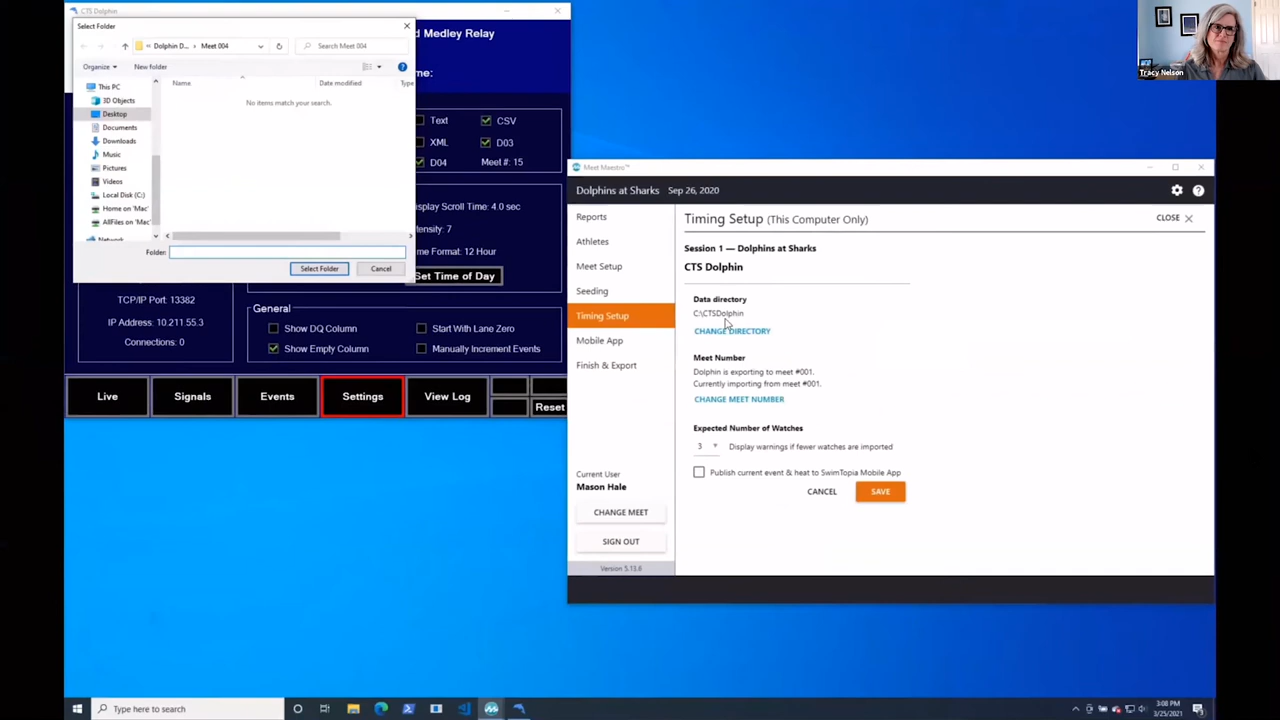 CTS Dolphin
Select Folder
d Medley Relay
Dolphin D... Meet 004
Search Meet 004
Organize
New folder
me:
This PC
3D Objects
Desktop
Documents
Downloads
Music
Pictures
Videos
Local Disk (C:)
Home on 'Mac'
AllFiles on 'Mac'
Network
Name
Date modified
Type
No items match your search.
Folder:
Select Folder
Cancel
Text
CSV
XML
D03
D04
Meet #: 15
isplay Scroll Time: 4.0 sec
tensity: 7
me Format: 12 Hour
Set Time of Day
TCP/IP Port: 13382
IP Address: 10.211.55.3
Connections: 0
General
Show DQ Column
Start With Lane Zero
Show Empty Column
Manually Increment Events
Live
Signals
Events
Settings
View Log
Reset
Tracy Nelson
Meet Maestro™
Dolphins at Sharks Sep 26, 2020
Reports
Athletes
Meet Setup
Seeding
Timing Setup
Mobile App
Finish & Export
Current User
Mason Hale
CHANGE MEET
SIGN OUT
Version 5.13.6
Timing Setup (This Computer Only)
CLOSE
Session 1 — Dolphins at Sharks
CTS Dolphin
Data directory
C:\CTSDolphin
CHANGE DIRECTORY
Meet Number
Dolphin is exporting to meet #001.
Currently importing from meet #001.
CHANGE MEET NUMBER
Expected Number of Watches
3 Display warnings if fewer watches are imported
Publish current event & heat to SwimTopia Mobile App
CANCEL
SAVE
Type here to search
3:08 PM
3/25/2021